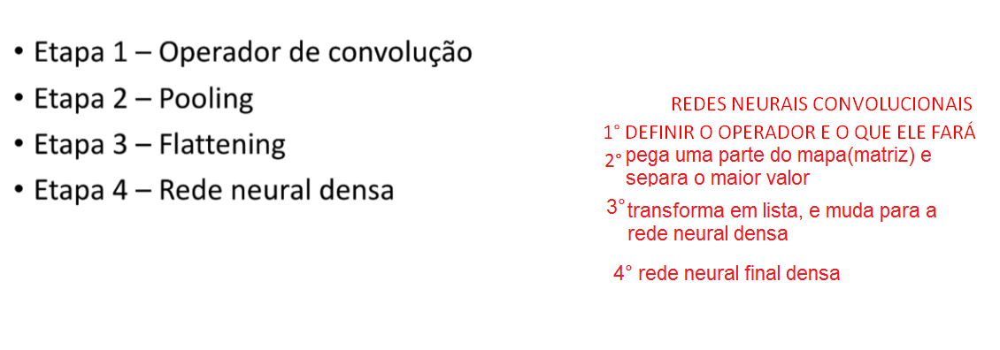 • Etapa 1 – Operador de convolução
• Etapa 2 – Pooling
• Etapa 3 – Flattening
• Etapa 4 – Rede neural densa
REDES NEURAIS CONVOLUCIONAIS
1° DEFINIR O OPERADOR E O QUE ELE FARÁ
2° pega uma parte do mapa(matriz) e
separa o maior valor
3° transforma em lista, e muda para a
rede neural densa
4° rede neural final densa